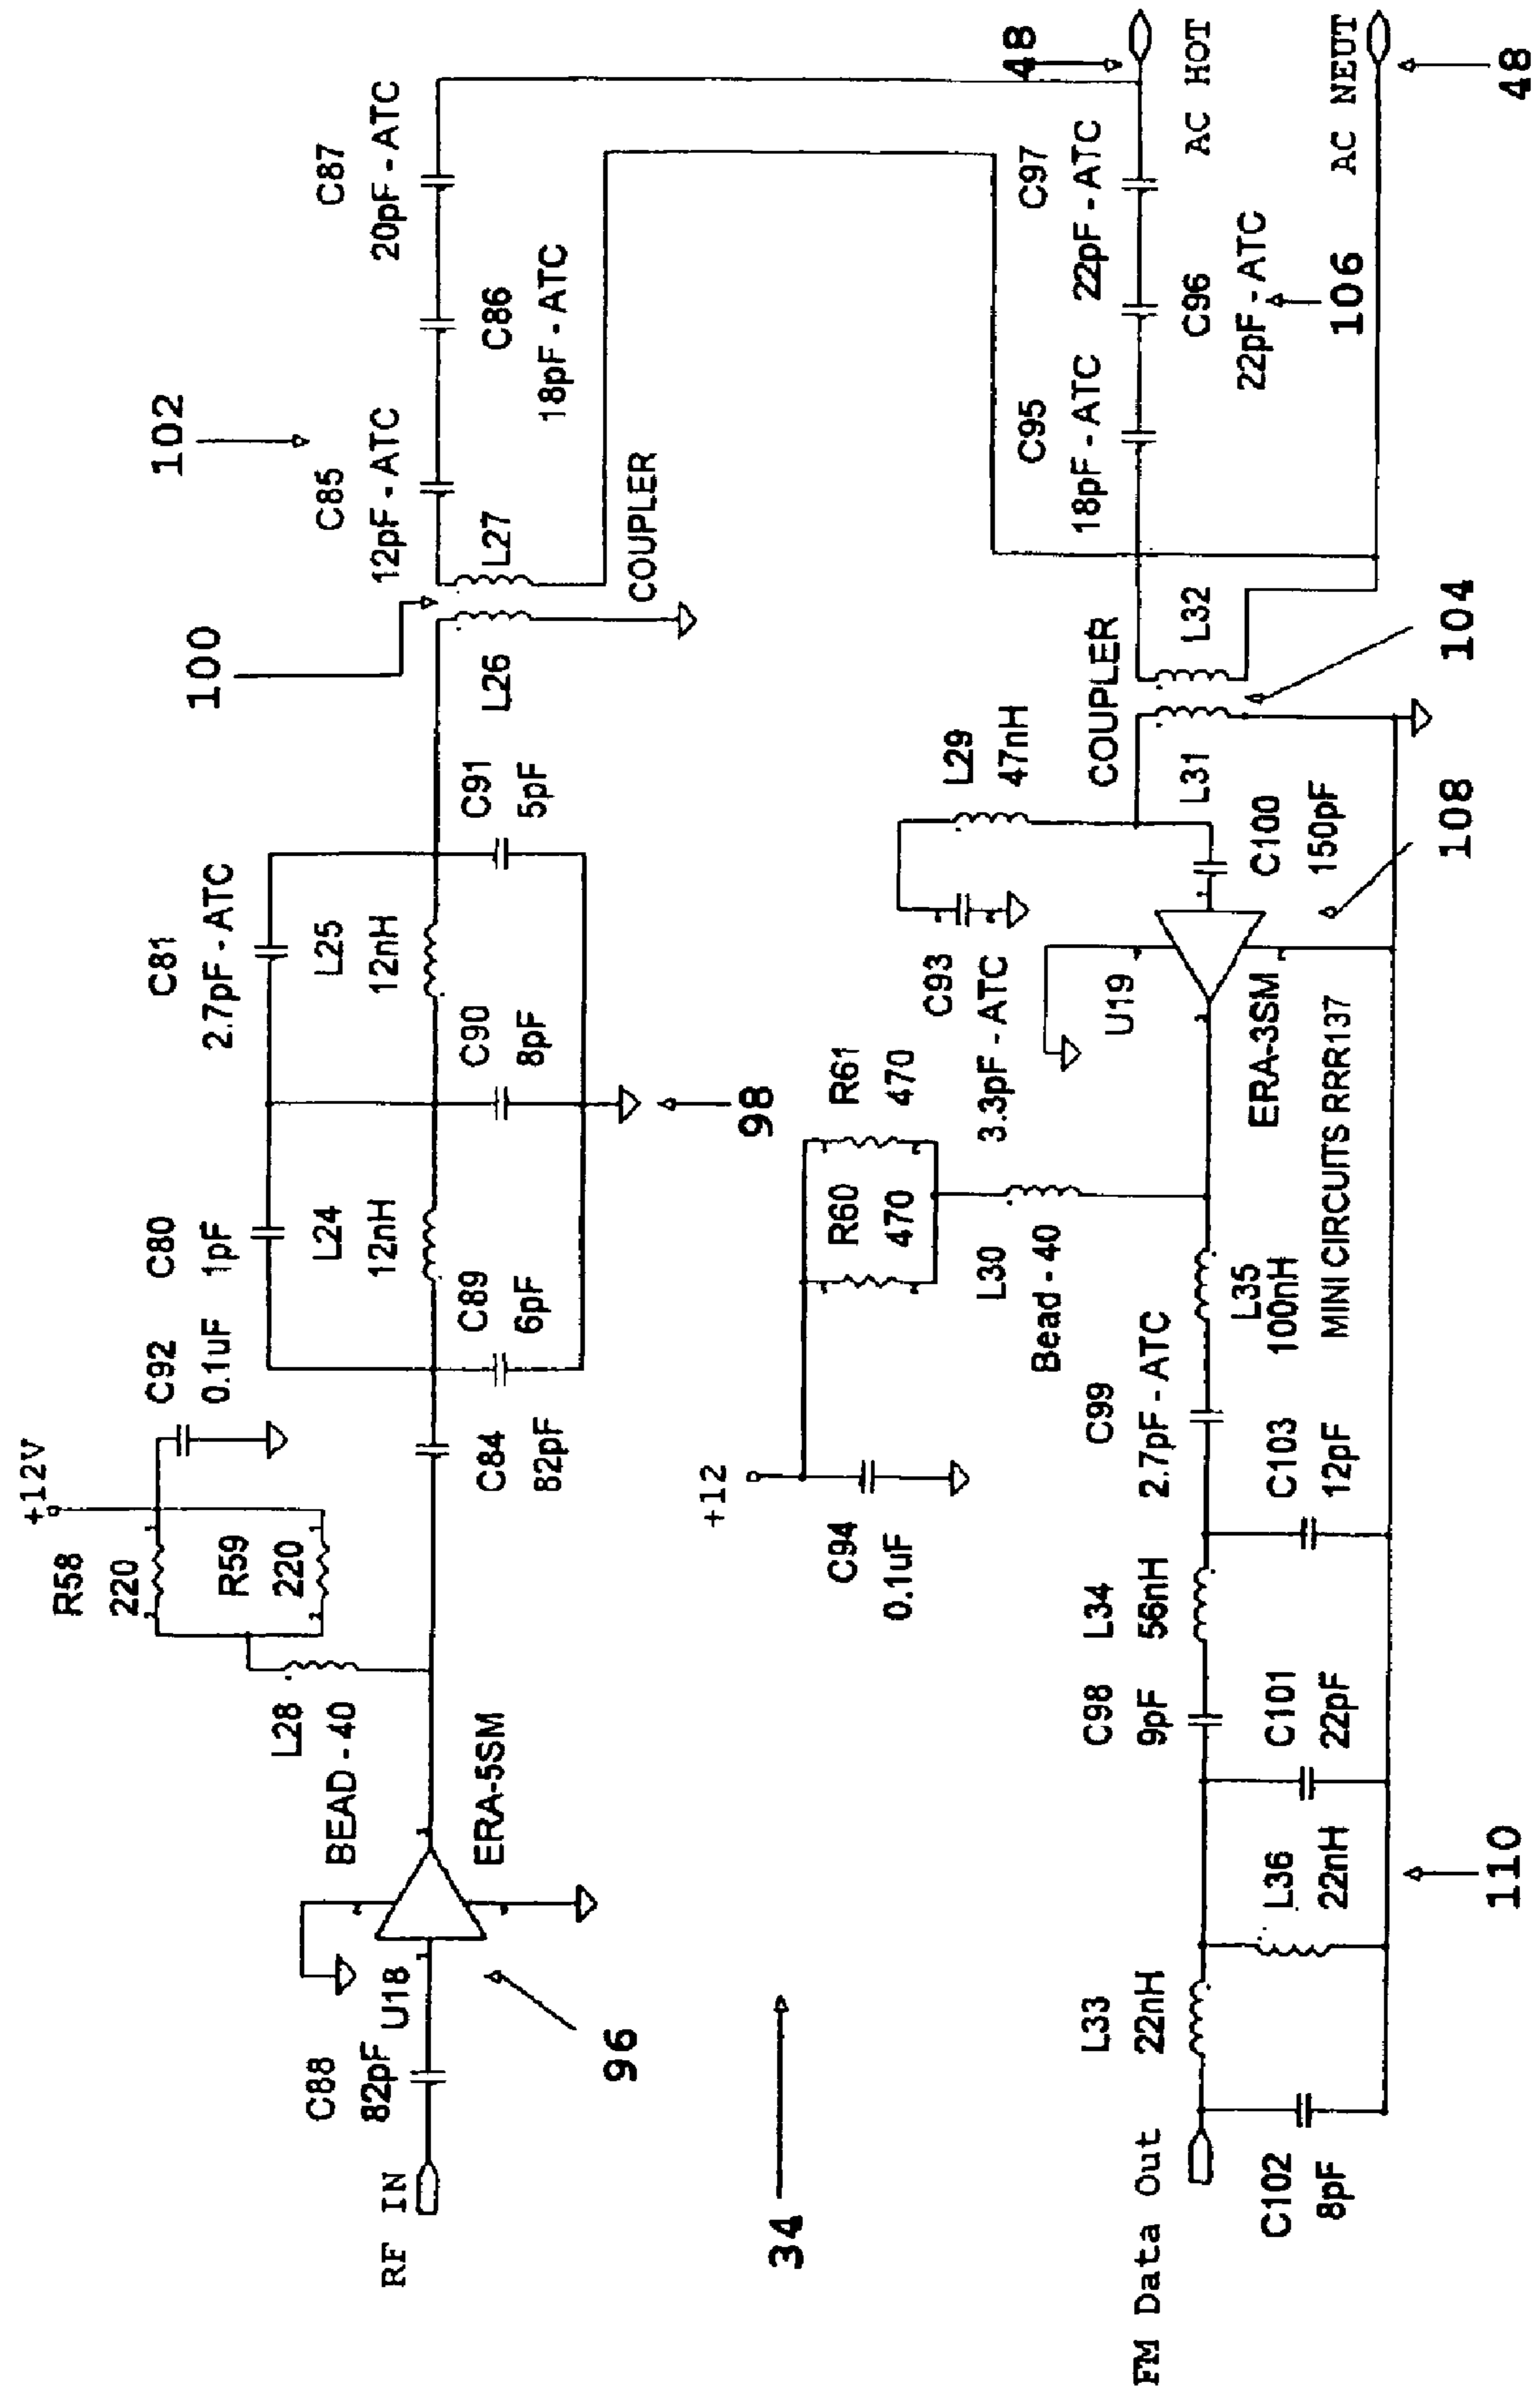 +12V
R58
220
R59
220
C92
0.1uF
C80
1pF
C81
2.7pF - ATC
L28
BEAD - 40
L24
12nH
L25
12nH
RF IN
C88
82pF
U18
ERA-5SM
96
C84
82pF
C89
6pF
C90
8pF
C91
5pF
98
100
L26
L27
COUPLER
102
C85
12pF - ATC
C86
18pF - ATC
C87
20pF - ATC
34
+12
C94
0.1uF
R60
470
R61
470
L30
Bead - 40
C93
3.3pF - ATC
L29
47nH
COUPLER
L31
L32
104
C95
18pF - ATC
C96
22pF - ATC
106
C97
22pF - ATC
48
AC HOT
AC NEUT
48
FM Data Out
C102
8pF
L33
22nH
L36
22nH
110
C98
9pF
C101
22pF
L34
56nH
C99
2.7pF - ATC
C103
12pF
L35
100nH
MINI CIRCUITS RRR137
U19
ERA-3SM
C100
150pF
108